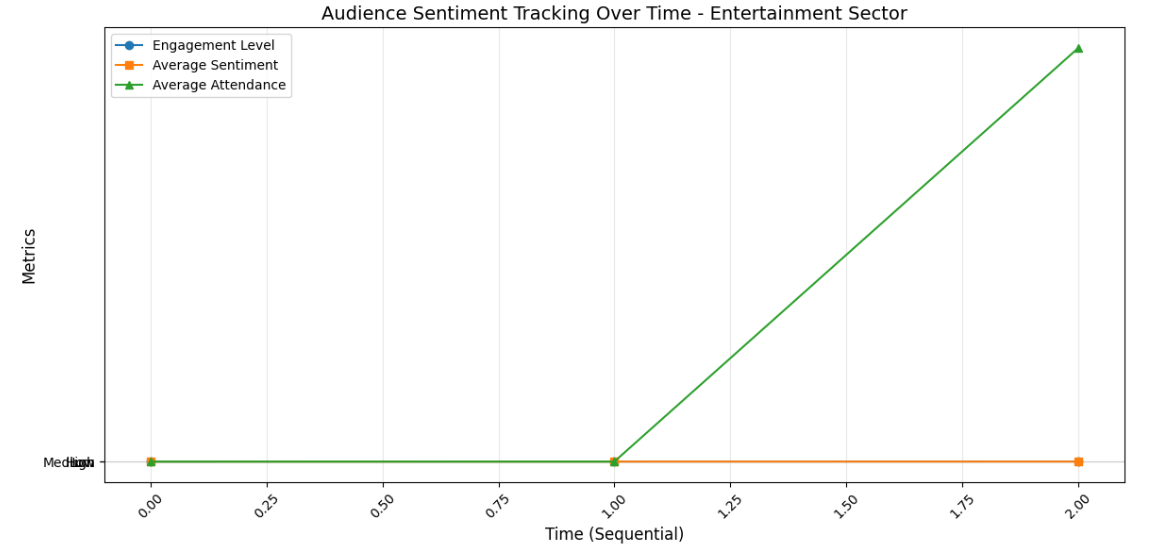 Audience Sentiment Tracking Over Time - Entertainment Sector
Engagement Level
Average Sentiment
Average Attendance
Metrics
0.00
0.25
0.50
0.75
1.00
1.25
1.50
1.75
2.00
Time (Sequential)